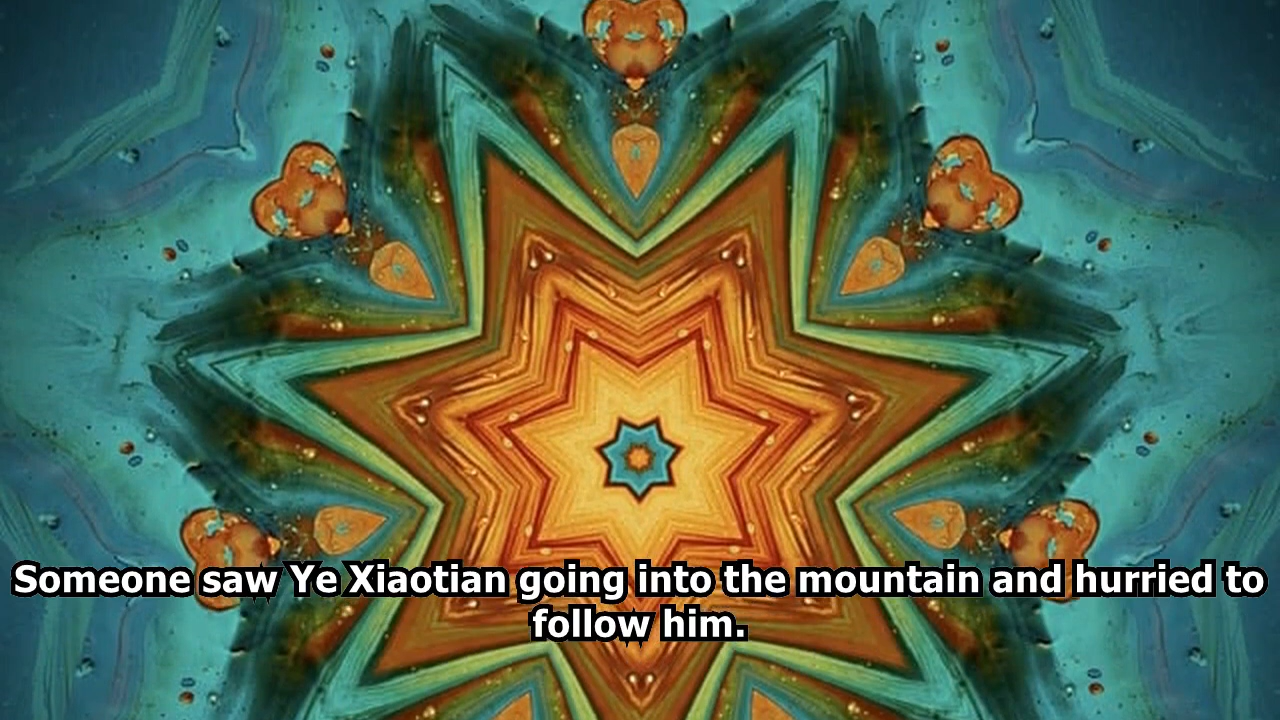 Someone saw Ye Xiaotian going into the mountain and hurried to
follow him.